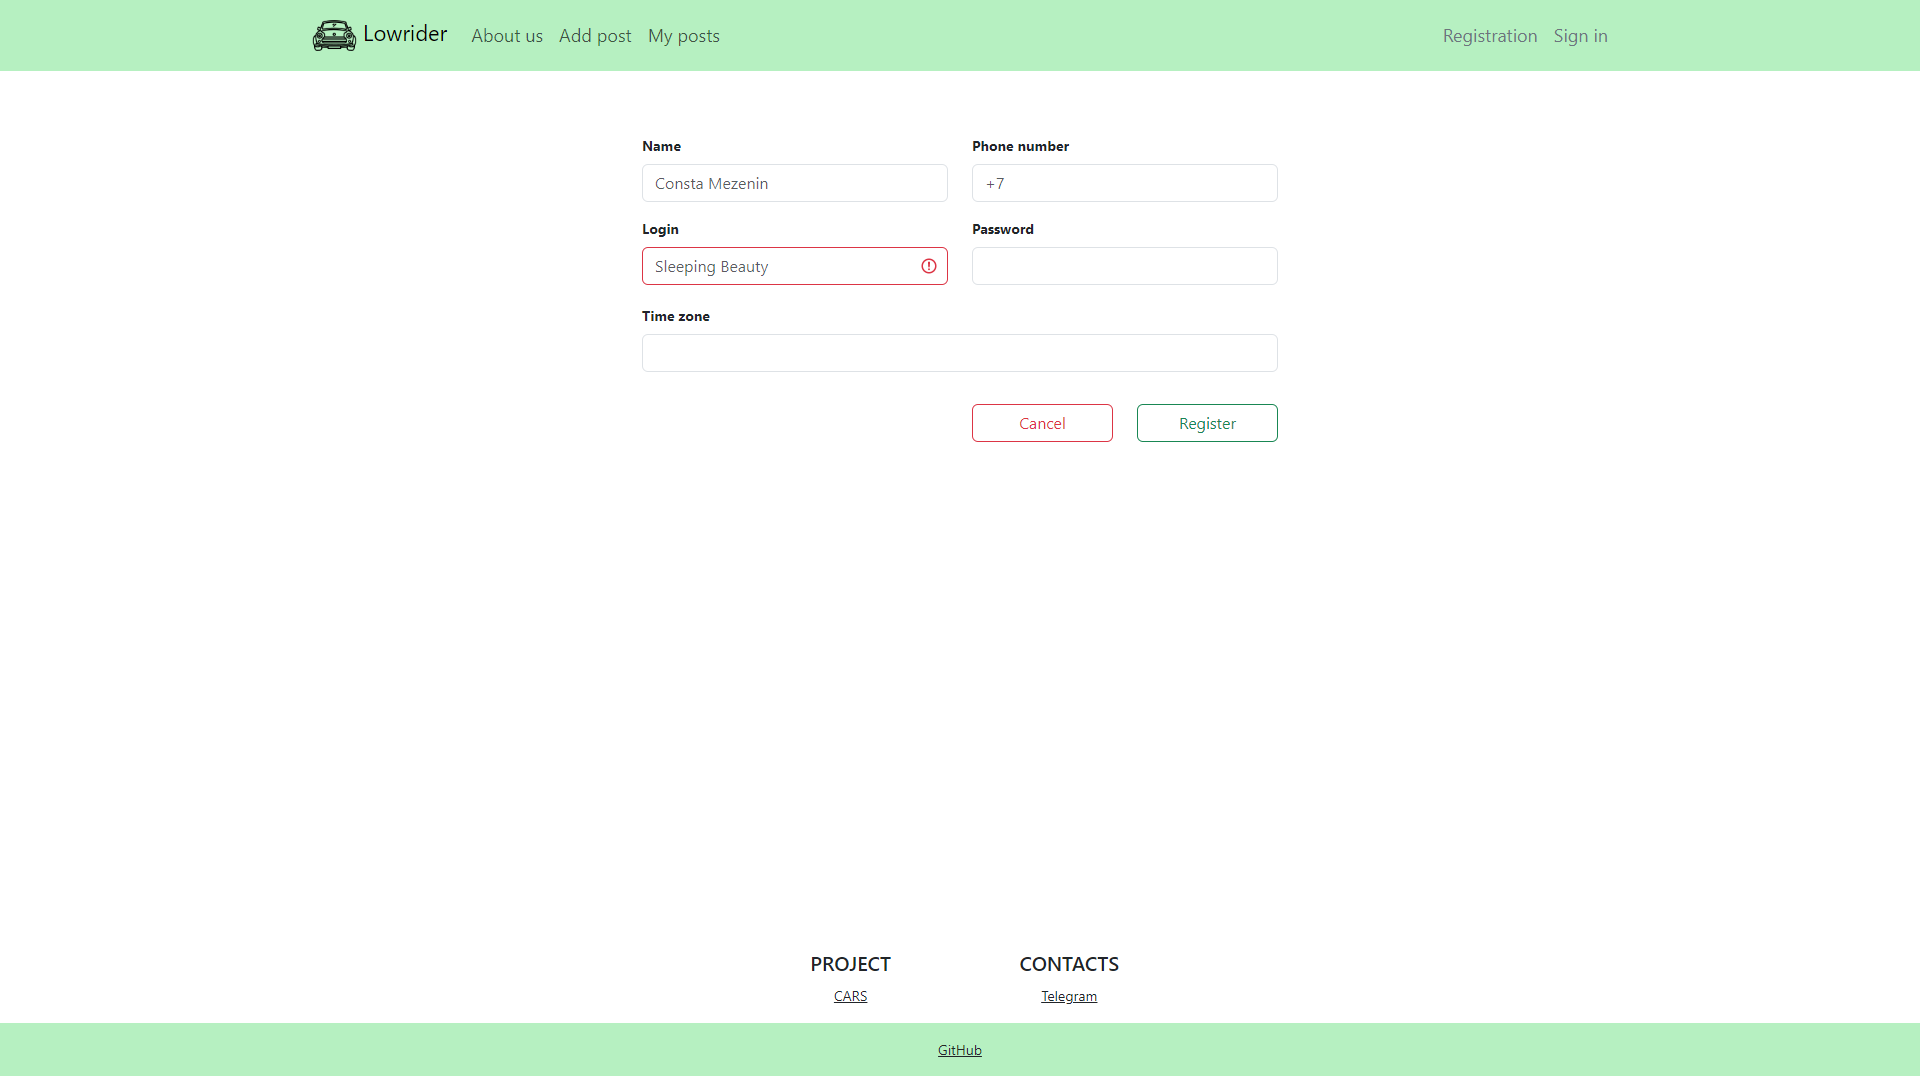 Lowrider About us Add post My posts Registration Sign in
Name Phone number
Consta Mezenin +7
Login Password
Sleeping Beauty
Time zone
Cancel Register
PROJECT CONTACTS
CARS Telegram
GitHub